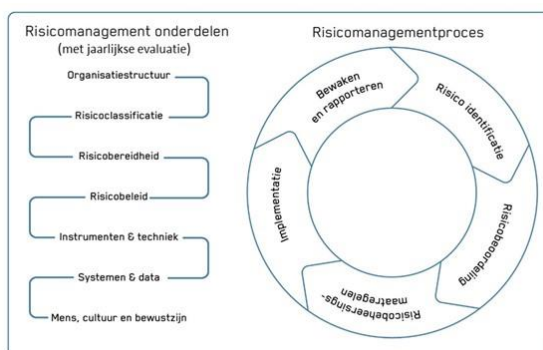 Risicomanagement onderdelen
(met jaarlijkse evaluatie)
Organisatiestructuur
Risicoclassificatie
Risicobereidheid
Risicobeleid
Instrumenten & techniek
Systemen & data
Mens, cultuur en bewustzijn
Risicomanagementproces
Bewaken
en rapporteren
Risico identificatie
Risicobeoordeling
Risicobeheersings-
maatregelen
Implementatie